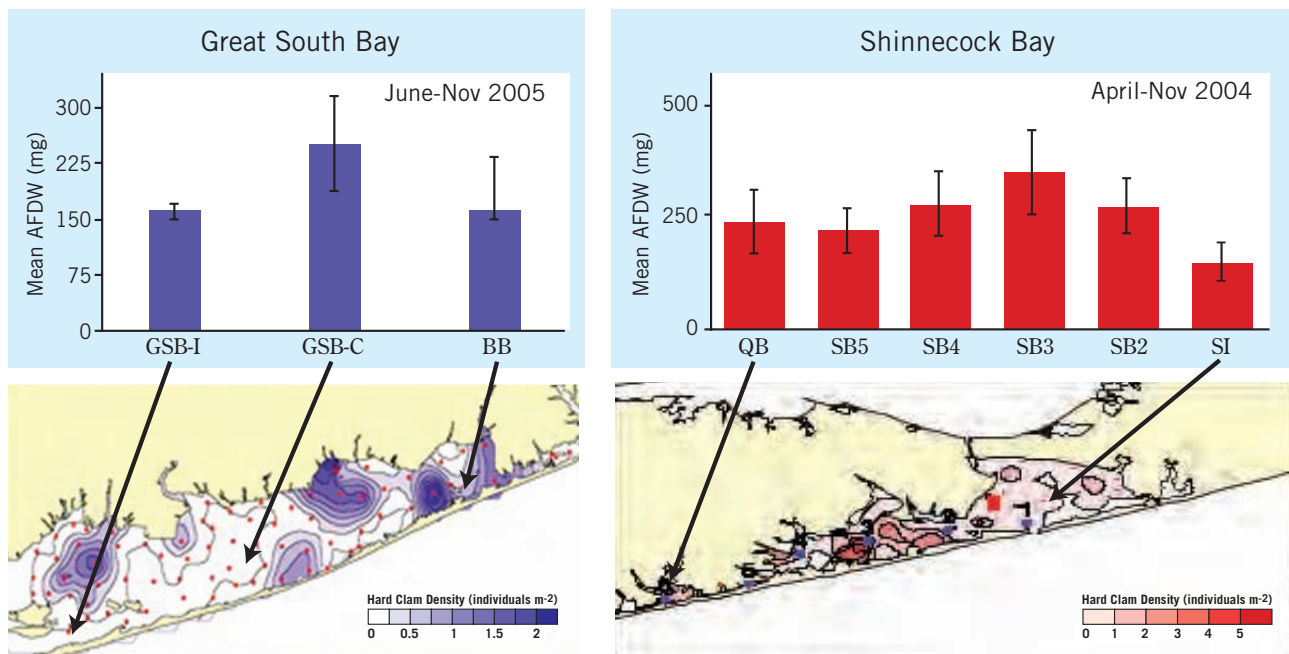 Great South Bay
June-Nov 2005
Mean AFDW (mg)
300
225
150
75
0
GSB-I GSB-C BB
Hard Clam Density (individuals m-2)
0 0.5 1 1.5 2
Shinnecock Bay
April-Nov 2004
Mean AFDW (mg)
500
250
0
QB SB5 SB4 SB3 SB2 SI
Hard Clam Density (individuals m-2)
0 1 2 3 4 5